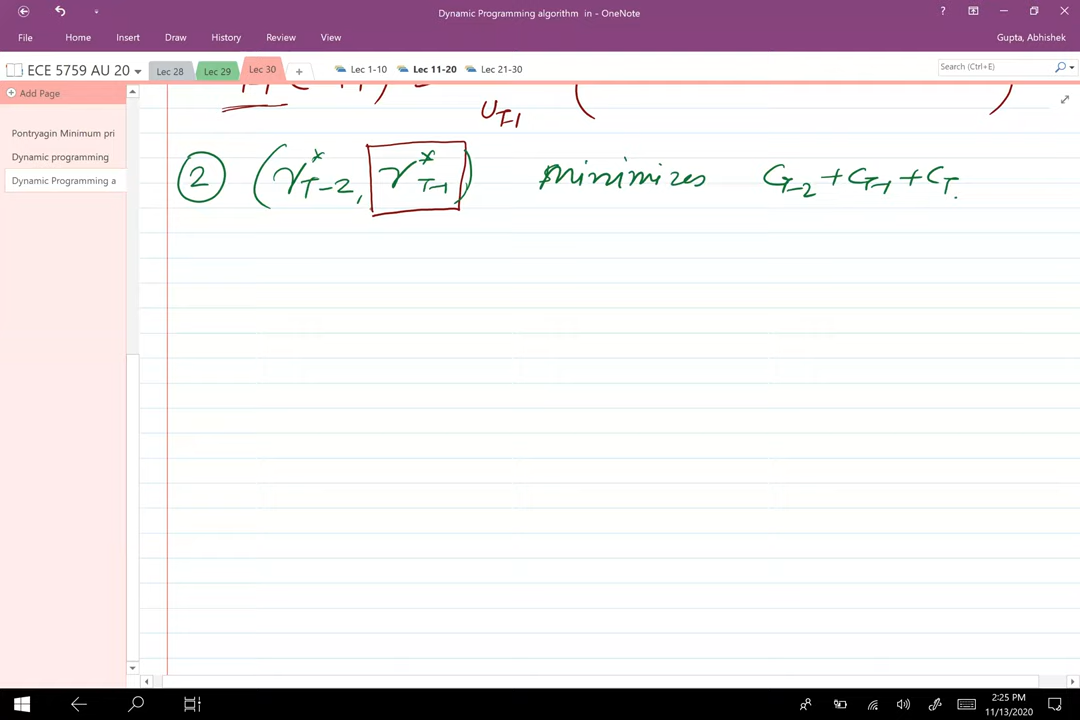 Dynamic Programming algorithm in - OneNote
File Home Insert Draw History Review View Gupta, Abhishek
ECE 5759 AU 20 Lec 28 Lec 29 Lec 30 + Lec 1-10 Lec 11-20 Lec 21-30 Search (Ctrl+E)
Add Page
Pontryagin Minimum pri
Dynamic programming
Dynamic Programming a
U_{T-1}
② (γ*_{T-2}, γ*_{T-1}) minimizes C_{T-2} + C_{T-1} + C_T.
2:25 PM
11/13/2020